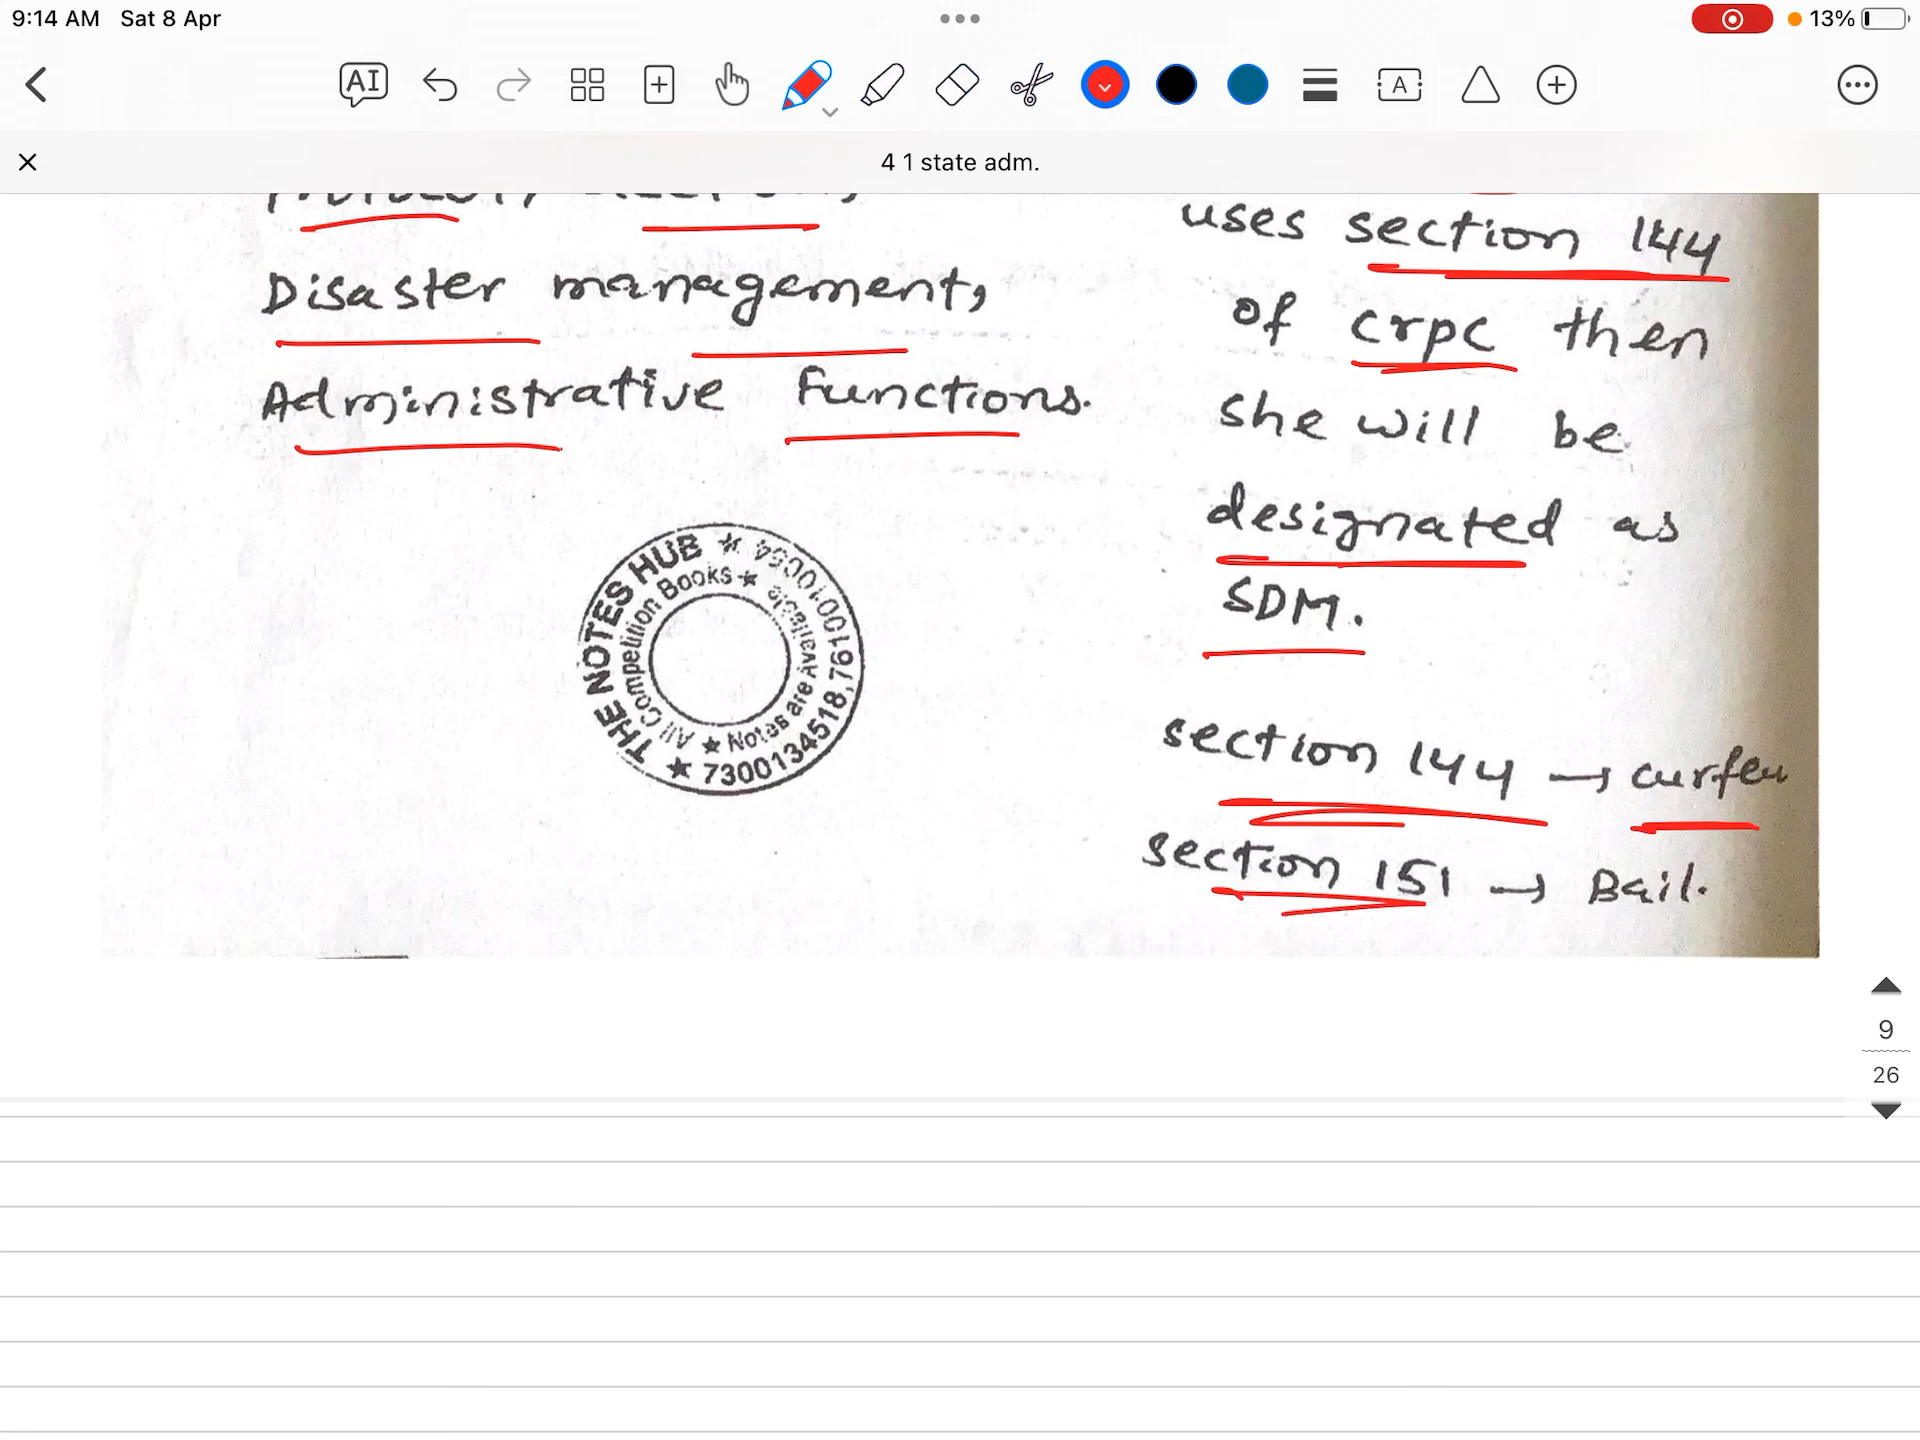 9:14 AM Sat 8 Apr
13%
AI
A
4 1 state adm.
Disaster management,
Administrative Functions.
THE NOTES HUB
All Competition Books
Notes are Available
7300134518,7610010054
uses section 144
of crpc then
she will be
designated as
SDM.
section 144 → curfew
section 151 → Bail.
9
26